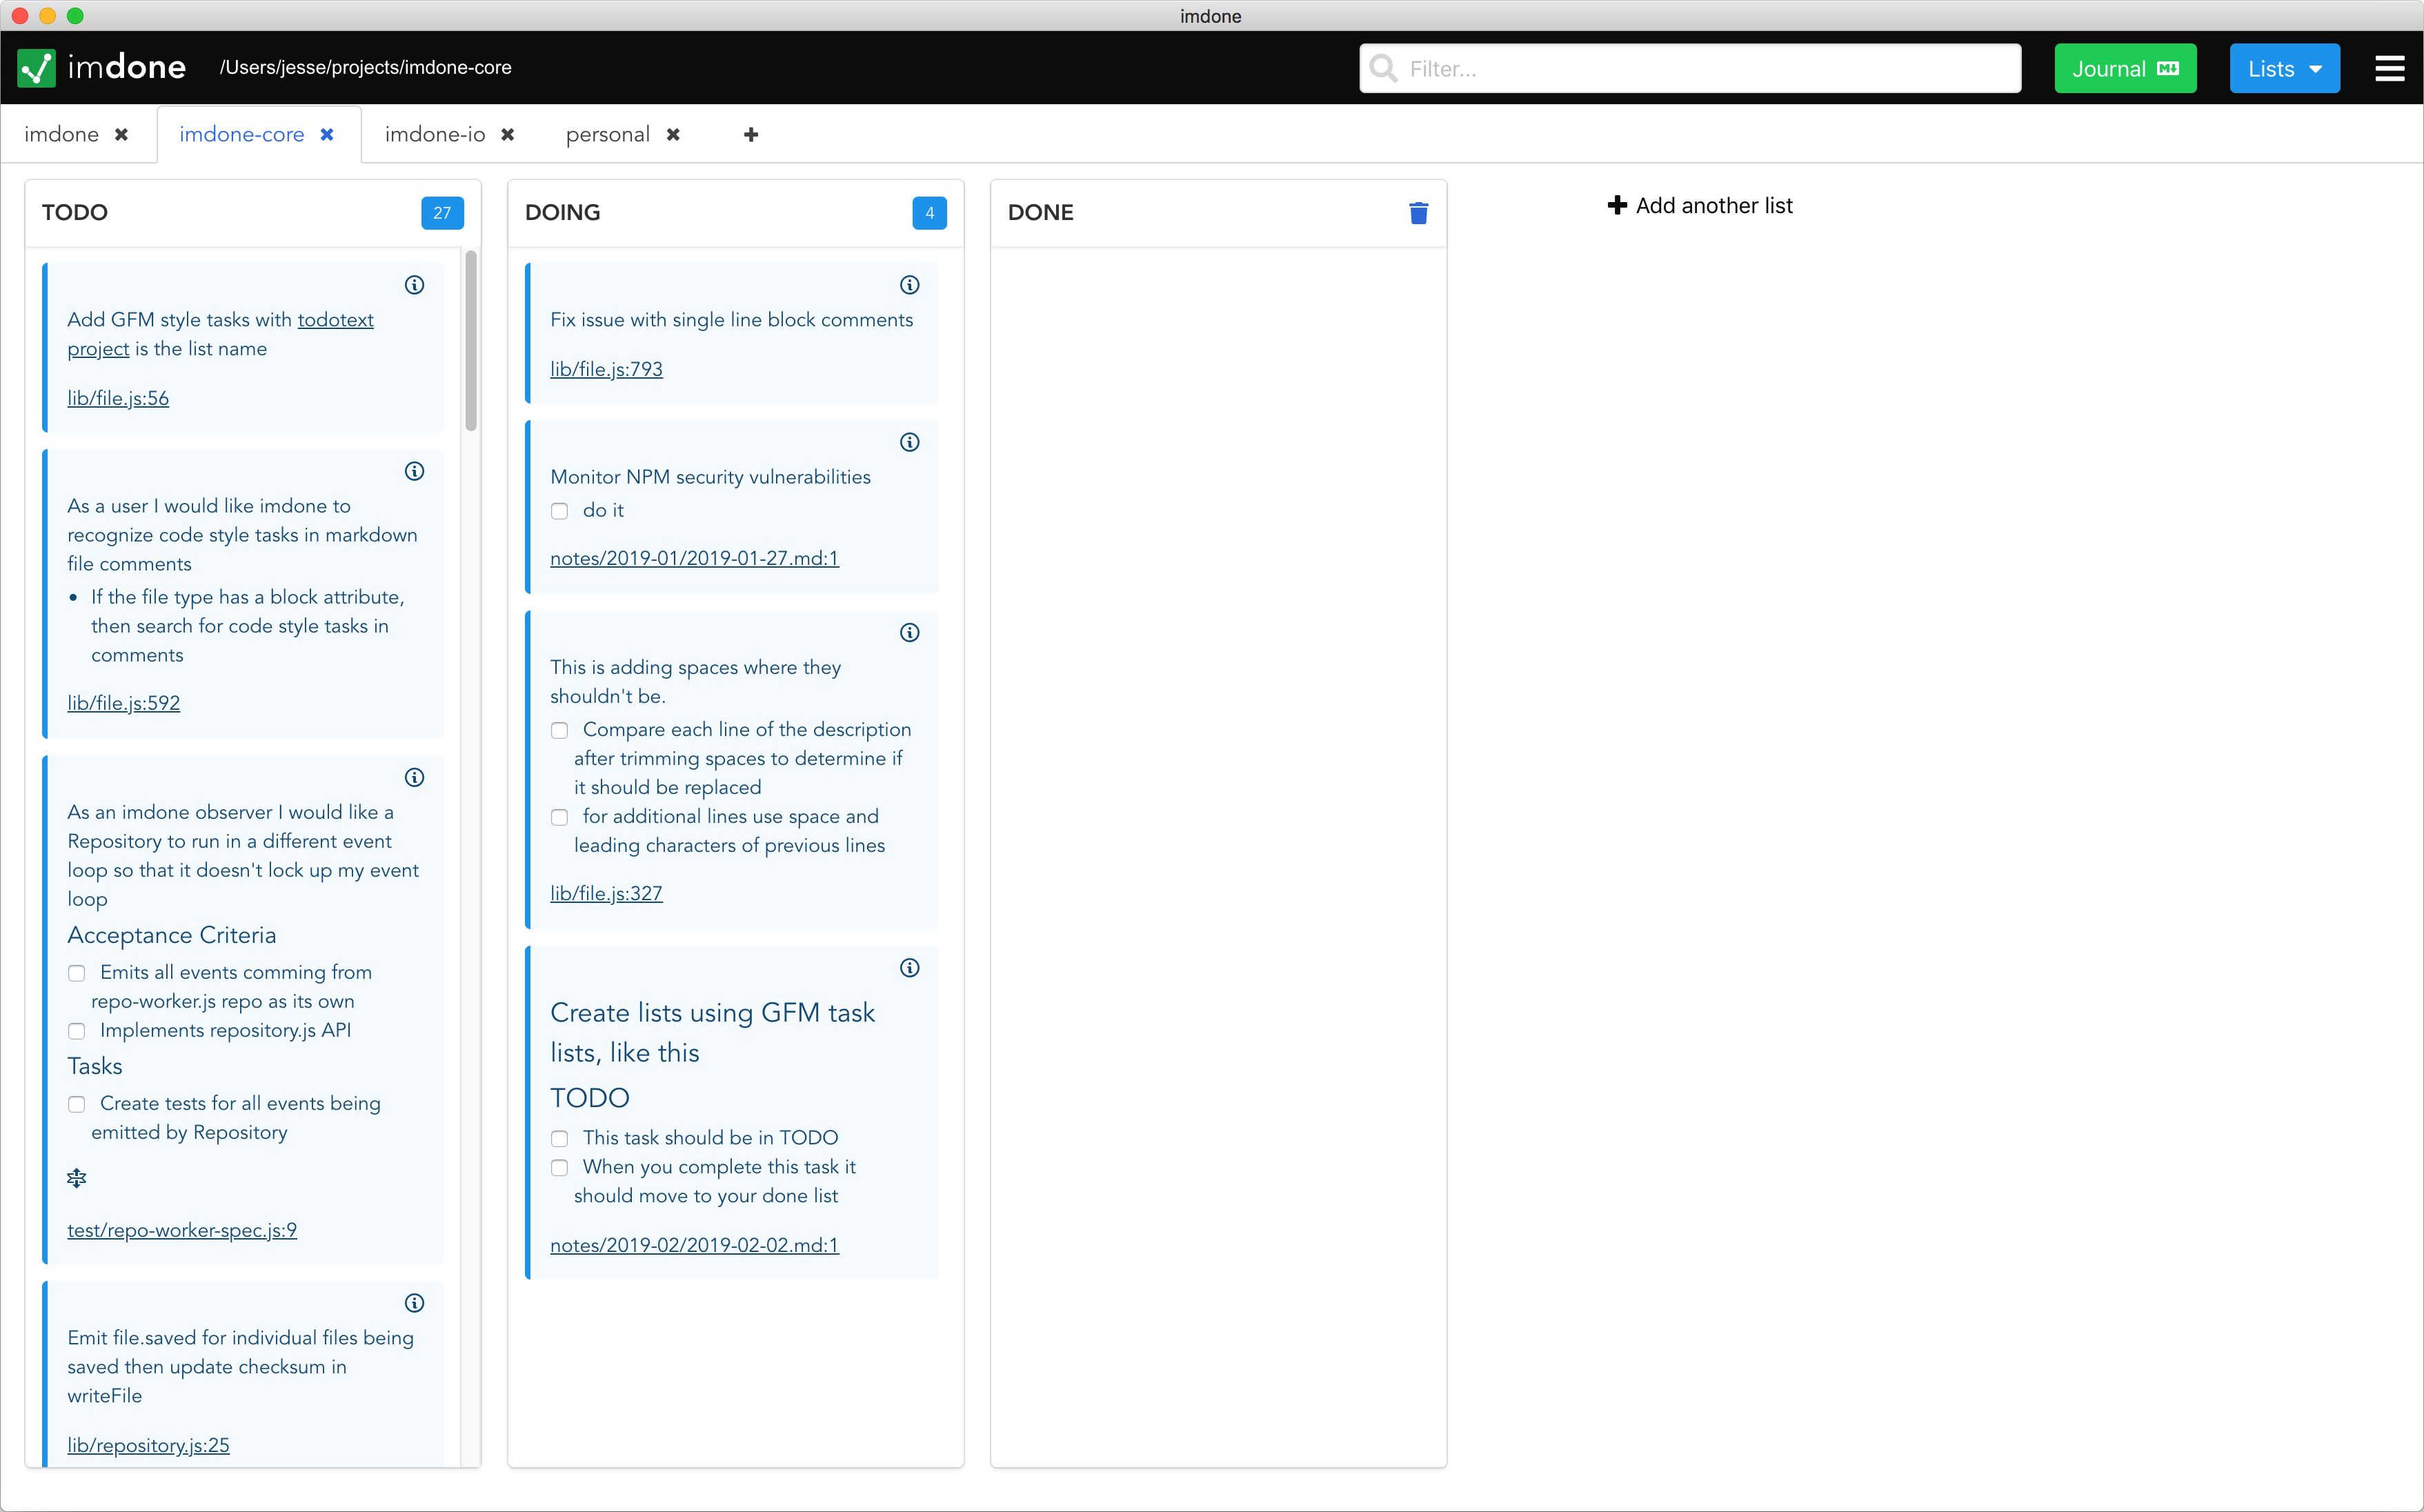 imdone
imdone
/Users/jesse/projects/imdone-core
Filter...
Journal
Lists
imdone
imdone-core
imdone-io
personal
TODO
27
Add GFM style tasks with todotext
project is the list name
lib/file.js:56
As a user I would like imdone to
recognize code style tasks in markdown
file comments
If the file type has a block attribute,
then search for code style tasks in
comments
lib/file.js:592
As an imdone observer I would like a
Repository to run in a different event
loop so that it doesn't lock up my event
loop
Acceptance Criteria
Emits all events comming from
repo-worker.js repo as its own
Implements repository.js API
Tasks
Create tests for all events being
emitted by Repository
test/repo-worker-spec.js:9
Emit file.saved for individual files being
saved then update checksum in
writeFile
lib/repository.js:25
DOING
4
Fix issue with single line block comments
lib/file.js:793
Monitor NPM security vulnerabilities
do it
notes/2019-01/2019-01-27.md:1
This is adding spaces where they
shouldn't be.
Compare each line of the description
after trimming spaces to determine if
it should be replaced
for additional lines use space and
leading characters of previous lines
lib/file.js:327
Create lists using GFM task
lists, like this
TODO
This task should be in TODO
When you complete this task it
should move to your done list
notes/2019-02/2019-02-02.md:1
DONE
Add another list